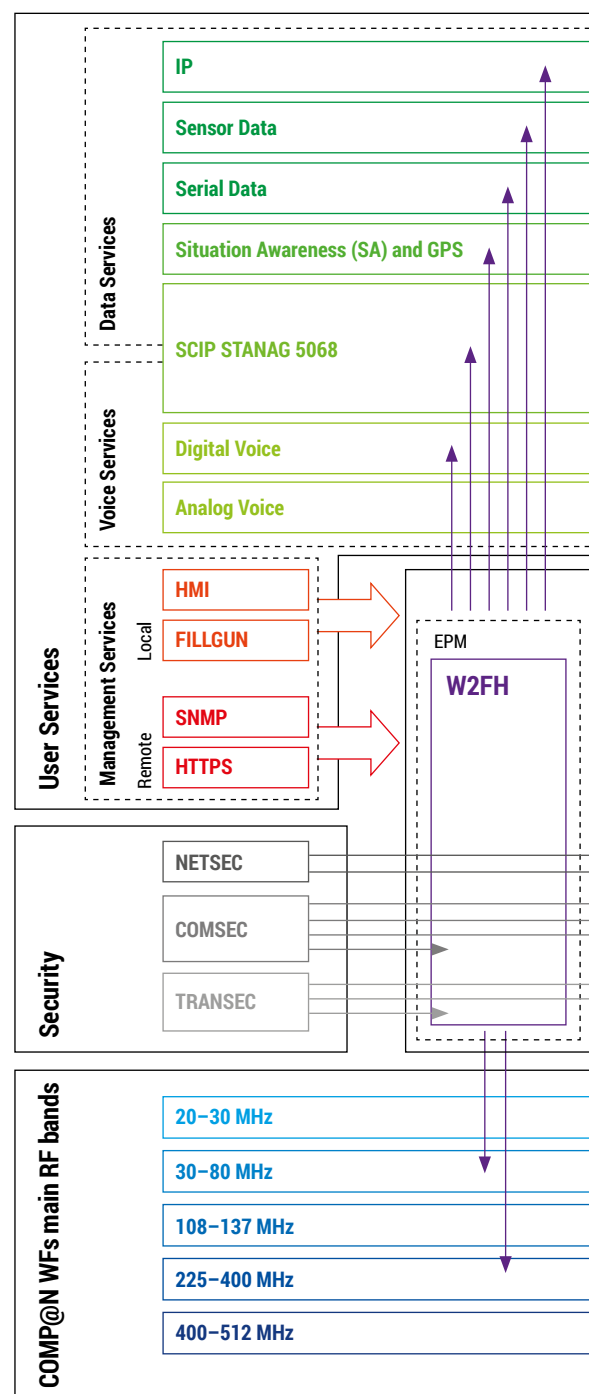 User Services
Data Services
IP
Sensor Data
Serial Data
Situation Awareness (SA) and GPS
SCIP STANAG 5068
Voice Services
Digital Voice
Analog Voice
Management Services
Local
HMI
FILLGUN
Remote
SNMP
HTTPS
EPM
W2FH
Security
NETSEC
COMSEC
TRANSEC
COMP@N WFs main RF bands
20–30 MHz
30–80 MHz
108–137 MHz
225–400 MHz
400–512 MHz